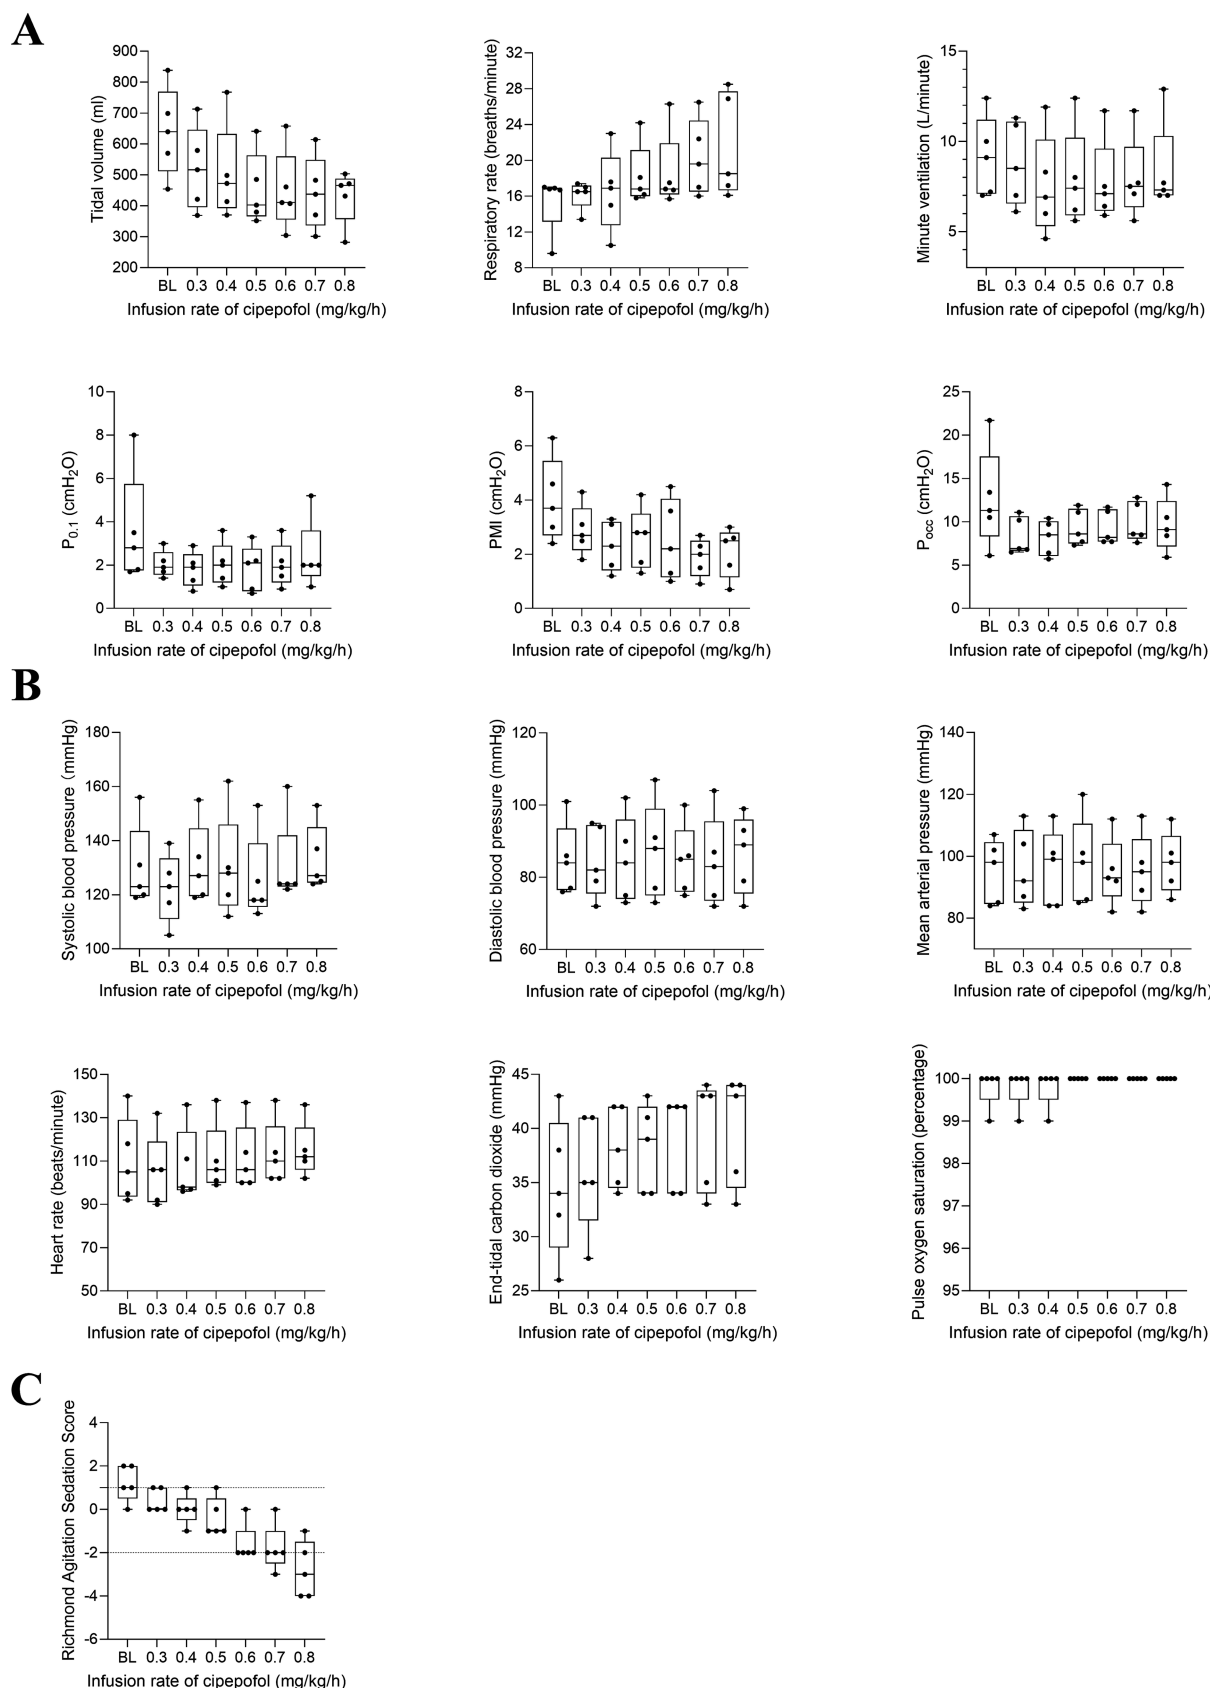 A
Tidal volume (ml)
900
800
700
600
500
400
300
200
BL 0.3 0.4 0.5 0.6 0.7 0.8
Infusion rate of cipepofol (mg/kg/h)
Respiratory rate (breaths/minute)
32
28
24
20
16
12
8
BL 0.3 0.4 0.5 0.6 0.7 0.8
Infusion rate of cipepofol (mg/kg/h)
Minute ventilation (L/minute)
15
10
5
BL 0.3 0.4 0.5 0.6 0.7 0.8
Infusion rate of cipepofol (mg/kg/h)
P0.1 (cmH2O)
10
8
6
4
2
0
BL 0.3 0.4 0.5 0.6 0.7 0.8
Infusion rate of cipepofol (mg/kg/h)
PMI (cmH2O)
8
6
4
2
0
BL 0.3 0.4 0.5 0.6 0.7 0.8
Infusion rate of cipepofol (mg/kg/h)
Pocc (cmH2O)
25
20
15
10
5
0
BL 0.3 0.4 0.5 0.6 0.7 0.8
Infusion rate of cipepofol (mg/kg/h)
B
Systolic blood pressure (mmHg)
180
160
140
120
100
BL 0.3 0.4 0.5 0.6 0.7 0.8
Infusion rate of cipepofol (mg/kg/h)
Diastolic blood pressure (mmHg)
120
100
80
60
BL 0.3 0.4 0.5 0.6 0.7 0.8
Infusion rate of cipepofol (mg/kg/h)
Mean arterial pressure (mmHg)
140
120
100
80
BL 0.3 0.4 0.5 0.6 0.7 0.8
Infusion rate of cipepofol (mg/kg/h)
Heart rate (beats/minute)
150
130
110
90
70
50
BL 0.3 0.4 0.5 0.6 0.7 0.8
Infusion rate of cipepofol (mg/kg/h)
End-tidal carbon dioxide (mmHg)
45
40
35
30
25
BL 0.3 0.4 0.5 0.6 0.7 0.8
Infusion rate of cipepofol (mg/kg/h)
Pulse oxygen saturation (percentage)
100
99
98
97
96
95
BL 0.3 0.4 0.5 0.6 0.7 0.8
Infusion rate of cipepofol (mg/kg/h)
C
Richmond Agitation Sedation Score
4
2
0
-2
-4
-6
BL 0.3 0.4 0.5 0.6 0.7 0.8
Infusion rate of cipepofol (mg/kg/h)